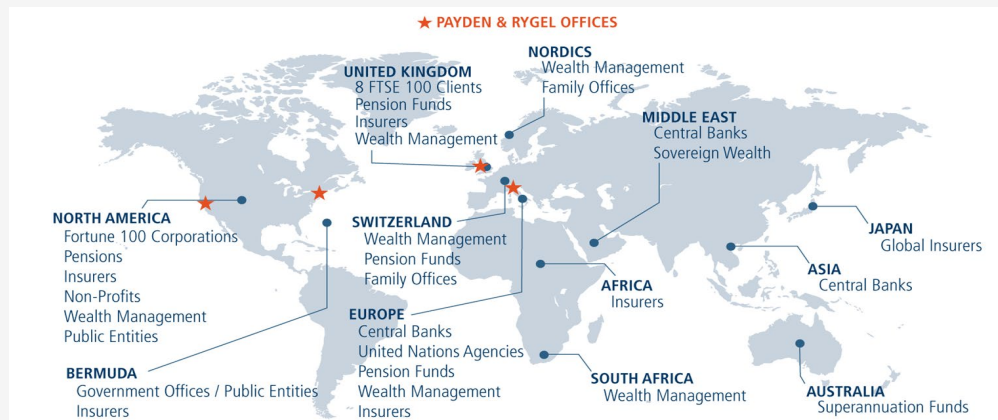 PAYDEN & RYGEL OFFICES
NORDICS
Wealth Management
Family Offices
UNITED KINGDOM
8 FTSE 100 Clients
Pension Funds
Insurers
Wealth Management
MIDDLE EAST
Central Banks
Sovereign Wealth
NORTH AMERICA
Fortune 100 Corporations
Pensions
Insurers
Non-Profits
Wealth Management
Public Entities
SWITZERLAND
Wealth Management
Pension Funds
Family Offices
JAPAN
Global Insurers
ASIA
Central Banks
AFRICA
Insurers
EUROPE
Central Banks
United Nations Agencies
Pension Funds
Wealth Management
Insurers
BERMUDA
Government Offices / Public Entities
Insurers
SOUTH AFRICA
Wealth Management
AUSTRALIA
Superannuation Funds